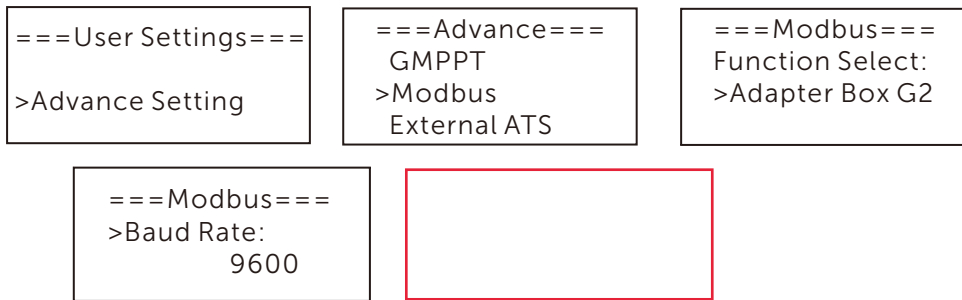 ===User Settings===
>Advance Setting
===Advance===
GMPPT
>Modbus
External ATS
===Modbus===
Function Select:
>Adapter Box G2
===Modbus===
>Baud Rate:
9600